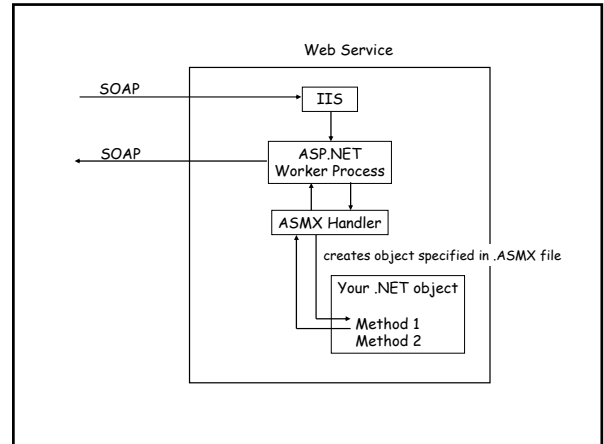 Web Service
SOAP
IIS
SOAP
ASP.NET
Worker Process
ASMX Handler
creates object specified in .ASMX file
Your .NET object
Method 1
Method 2